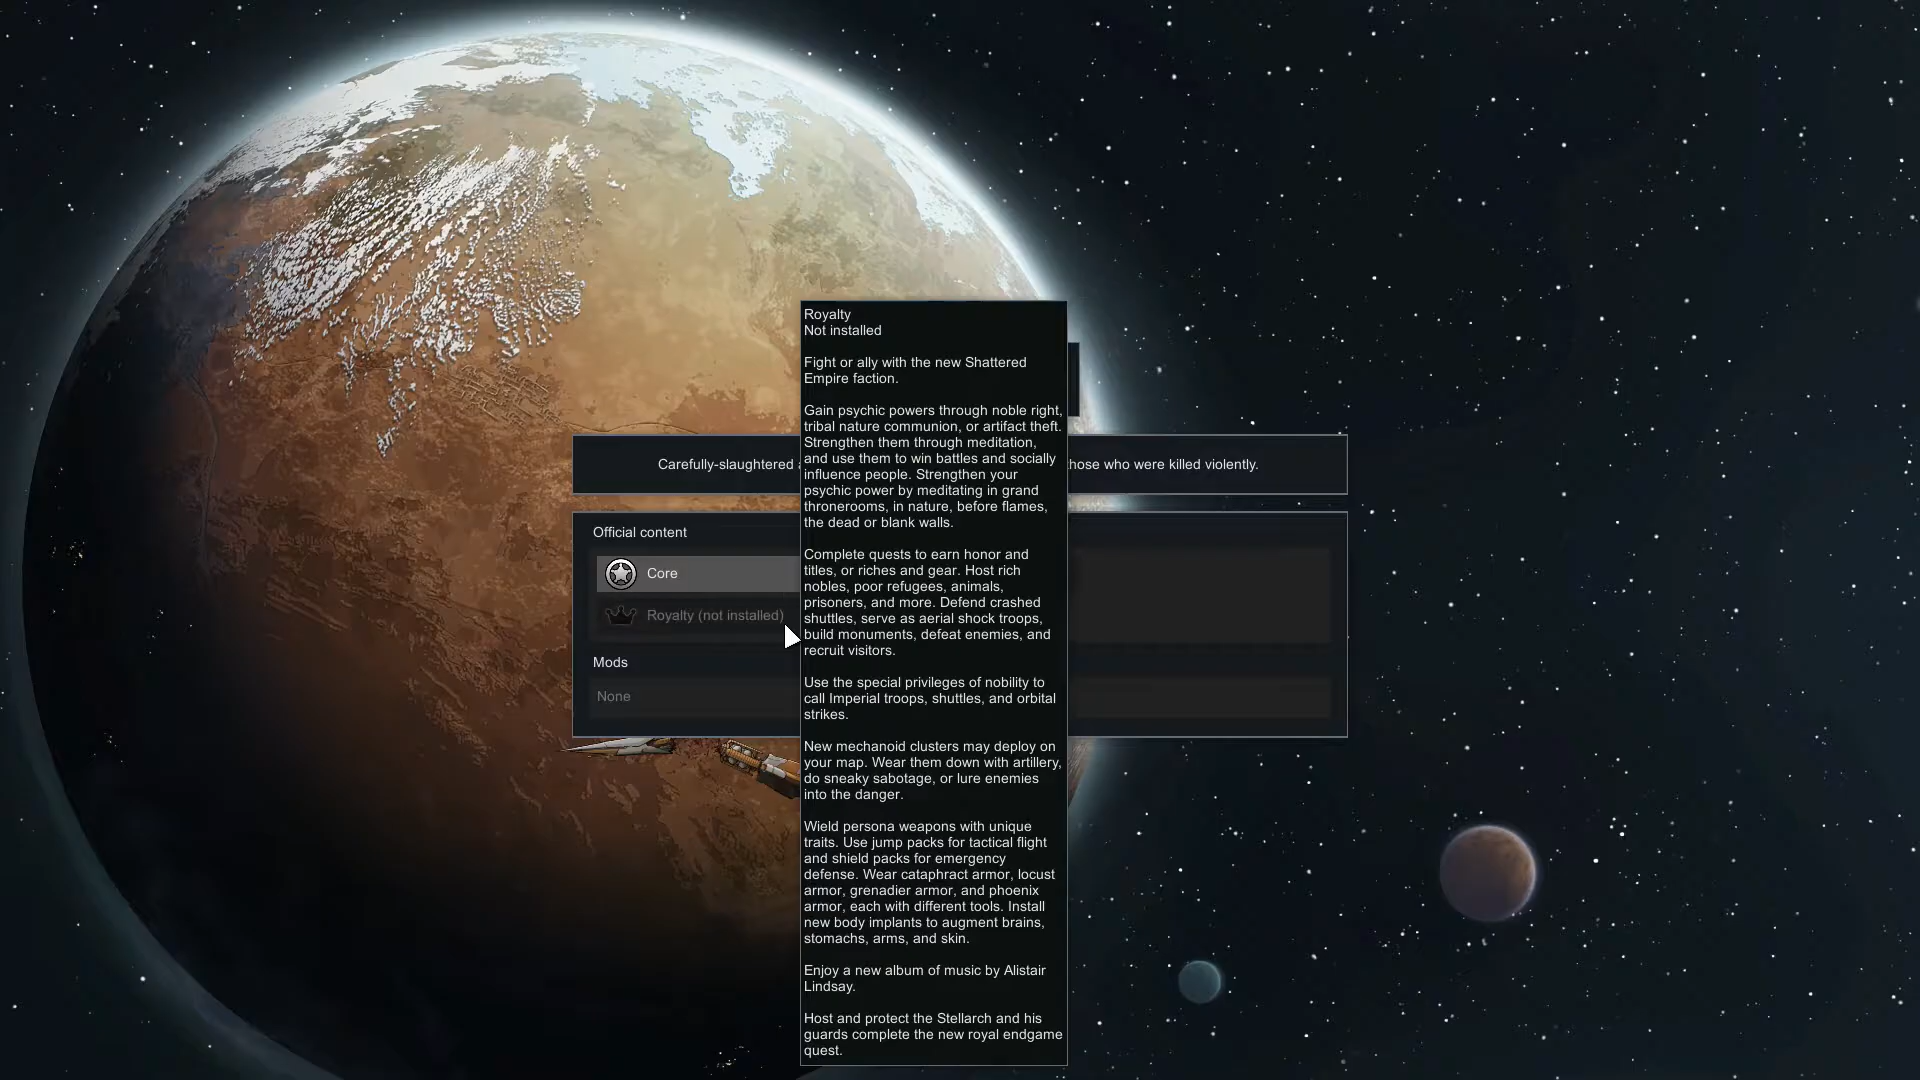 Royalty
Not installed
Fight or ally with the new Shattered
Empire faction.
Gain psychic powers through noble right,
tribal nature communion, or artifact theft.
Strengthen them through meditation,
and use them to win battles and socially
influence people. Strengthen your
psychic power by meditating in grand
thronerooms, in nature, before flames,
the dead or blank walls.
Complete quests to earn honor and
titles, or riches and gear. Host rich
nobles, poor refugees, animals,
prisoners, and more. Defend crashed
shuttles, serve as aerial shock troops,
build monuments, defeat enemies, and
recruit visitors.
Use the special privileges of nobility to
call Imperial troops, shuttles, and orbital
strikes.
New mechanoid clusters may deploy on
your map. Wear them down with artillery,
do sneaky sabotage, or lure enemies
into the danger.
Wield persona weapons with unique
traits. Use jump packs for tactical flight
and shield packs for emergency
defense. Wear cataphract armor, locust
armor, grenadier armor, and phoenix
armor, each with different tools. Install
new body implants to augment brains,
stomachs, arms, and skin.
Enjoy a new album of music by Alistair
Lindsay.
Host and protect the Stellarch and his
guards complete the new royal endgame
quest.
Carefully-slaughtered
those who were killed violently.
Official content
Core
Royalty (not installed)
Mods
None